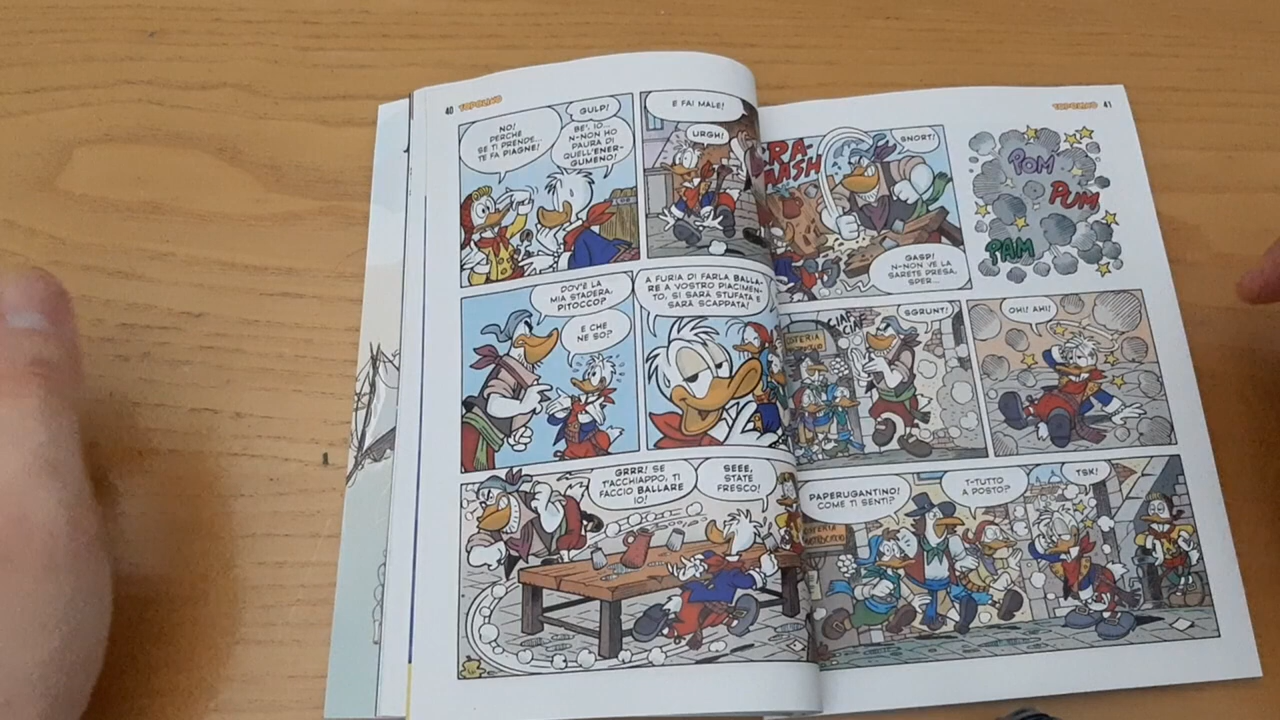 40 TOPOLINO
NO!
PERCHÉ
SE TI PRENDE...
TE FA PIAGNE!
GULP!
BE', IO...
N-NON HO
PAURA DI
QUELL'ENER-
GUMENO!
E FAI MALE!
URGH!
DOV'È LA
MIA STADERA,
PITOCCO?
E CHE
NE SO?
A FURIA DI FARLA BALLA-
RE A VOSTRO PIACIMEN-
TO, SI SARÀ STUFATA E
SARÀ SCAPPATA!
GRRR! SE
T'ACCHIAPPO, TI
FACCIO BALLARE
IO!
SEEE,
STATE
FRESCO!
TOPOLINO 41
SNORT!
GASP!
N-NON VE LA
SARETE PRESA,
SPER...
POM
PUM
PAM
CIAF
CIAF
SGRUNT!
OHI! AHI!
PAPERUGANTINO!
COME TI SENTI?
T-TUTTO
A POSTO?
TSK!